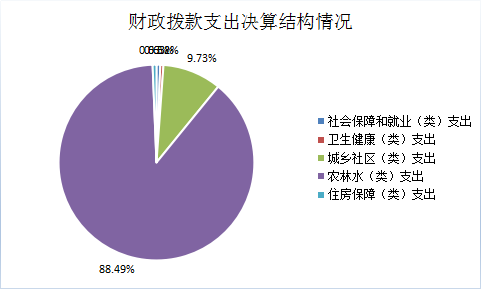 财政拨款支出决算结构情况
9.73%
社会保障和就业（类）支出
卫生健康（类）支出
城乡社区（类）支出
农林水（类）支出
住房保障（类）支出
88.49%